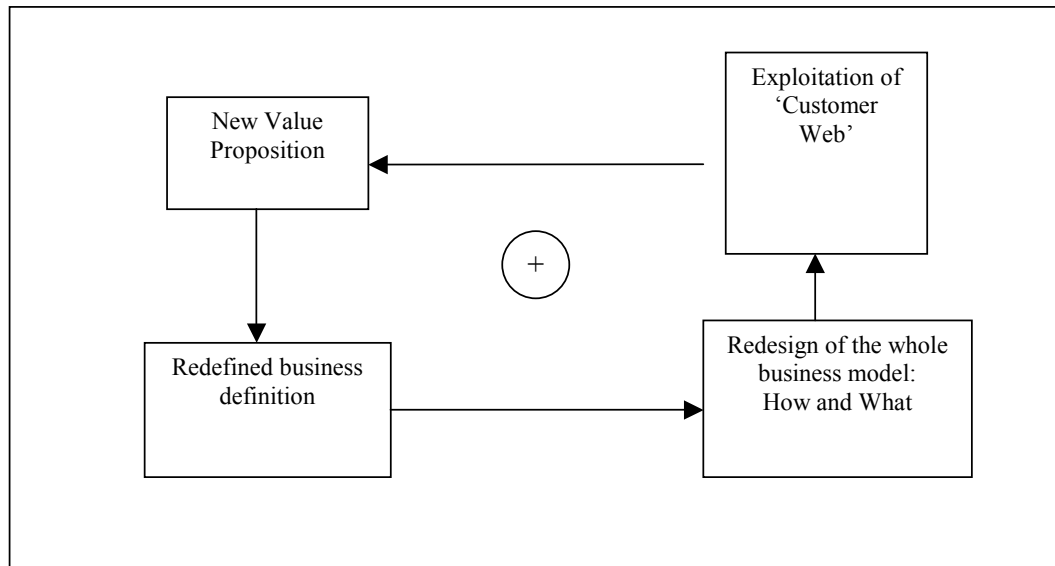 New Value
Proposition
Exploitation of
‘Customer
Web’
+
Redefined business
definition
Redesign of the whole
business model:
How and What